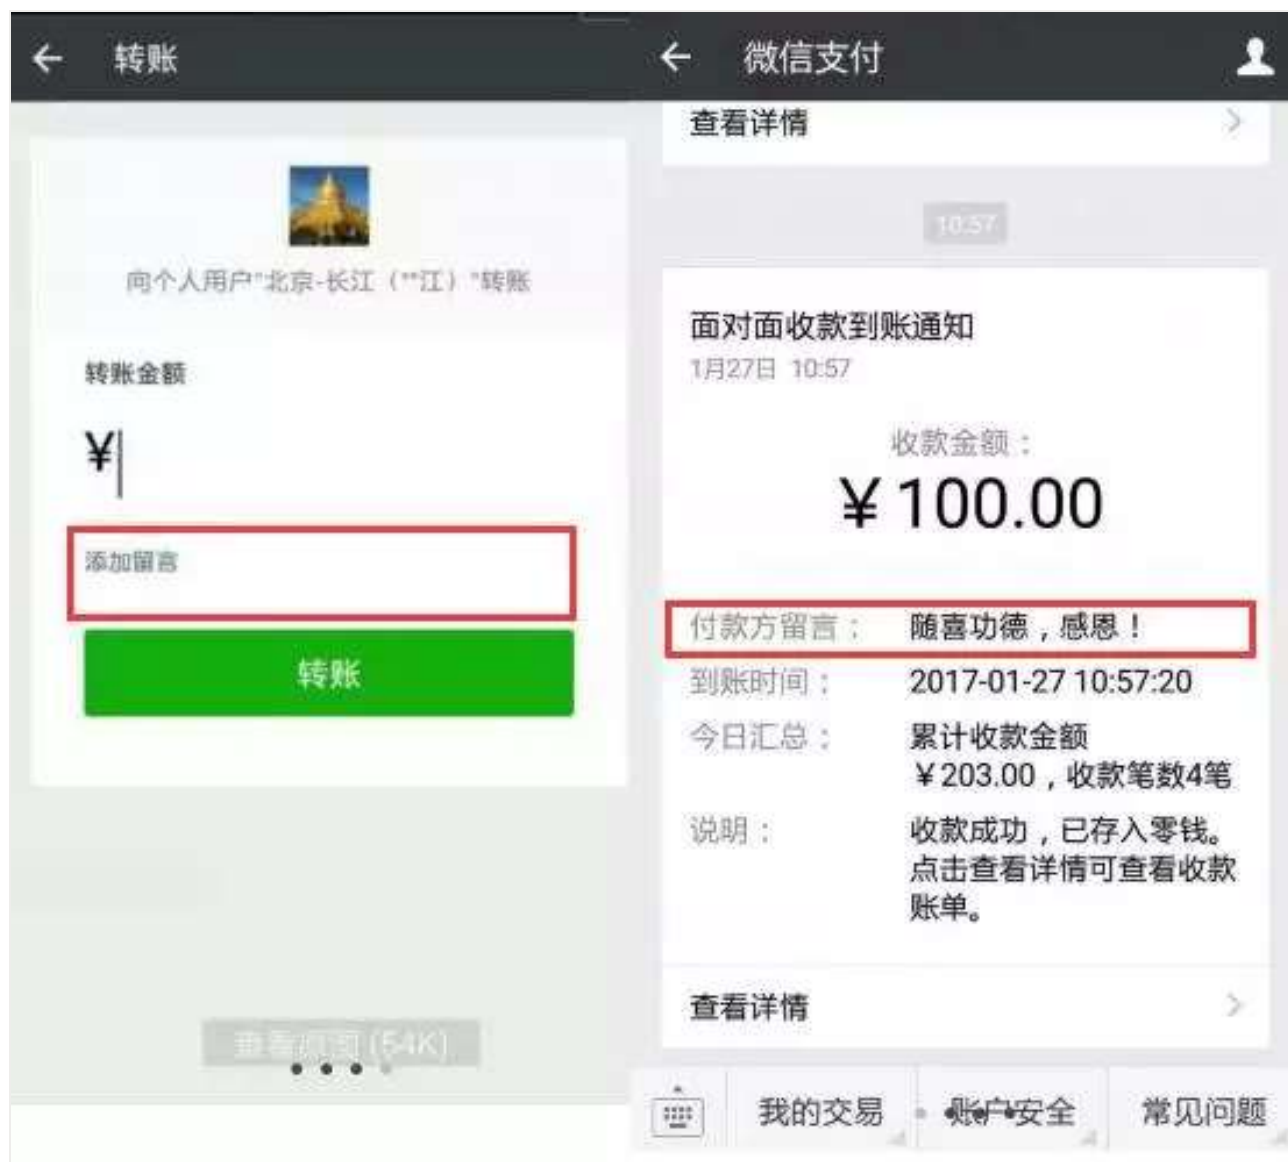 转账
向个人用户"北京-长江（**江）"转账
转账金额
¥
添加留言
转账
查看原图(54K)
微信支付
查看详情
10:57
面对面收款到账通知
1月27日 10:57
收款金额：
¥100.00
付款方留言： 随喜功德，感恩！
到账时间： 2017-01-27 10:57:20
今日汇总： 累计收款金额
¥203.00，收款笔数4笔
说明： 收款成功，已存入零钱。
点击查看详情可查看收款
账单。
查看详情
我的交易 账户安全 常见问题